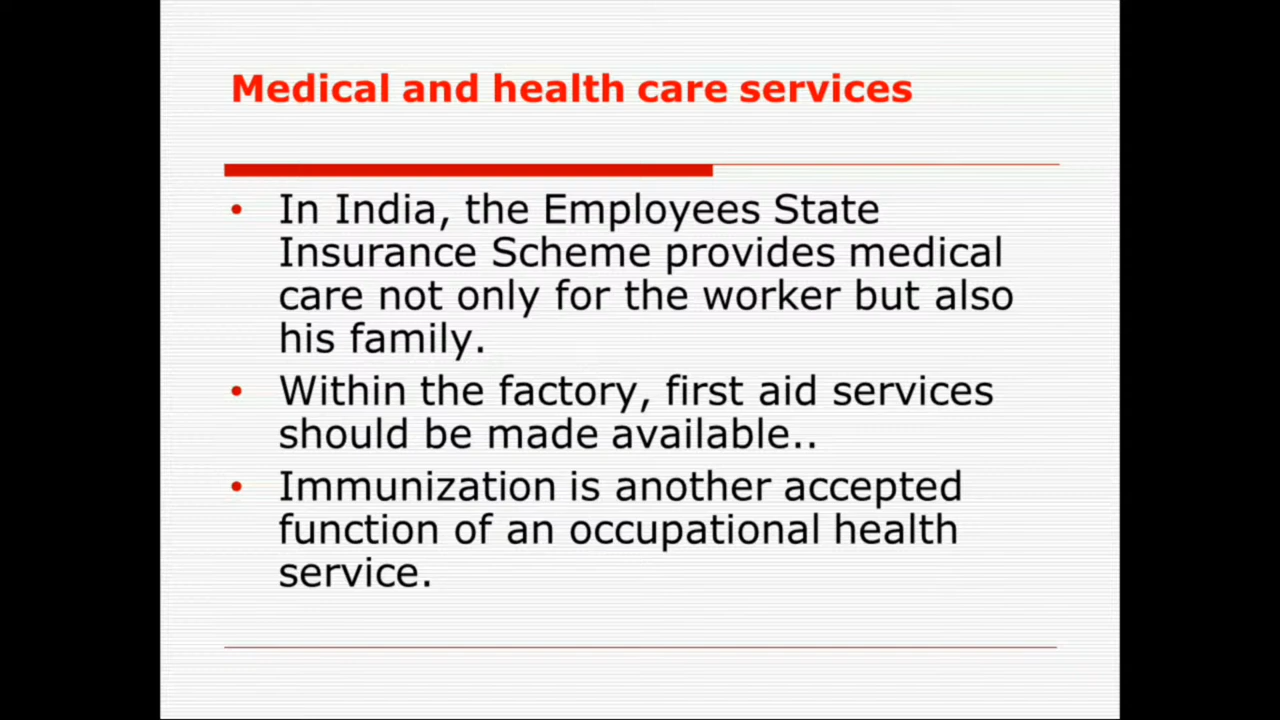 Medical and health care services
• In India, the Employees State
Insurance Scheme provides medical
care not only for the worker but also
his family.
• Within the factory, first aid services
should be made available..
• Immunization is another accepted
function of an occupational health
service.